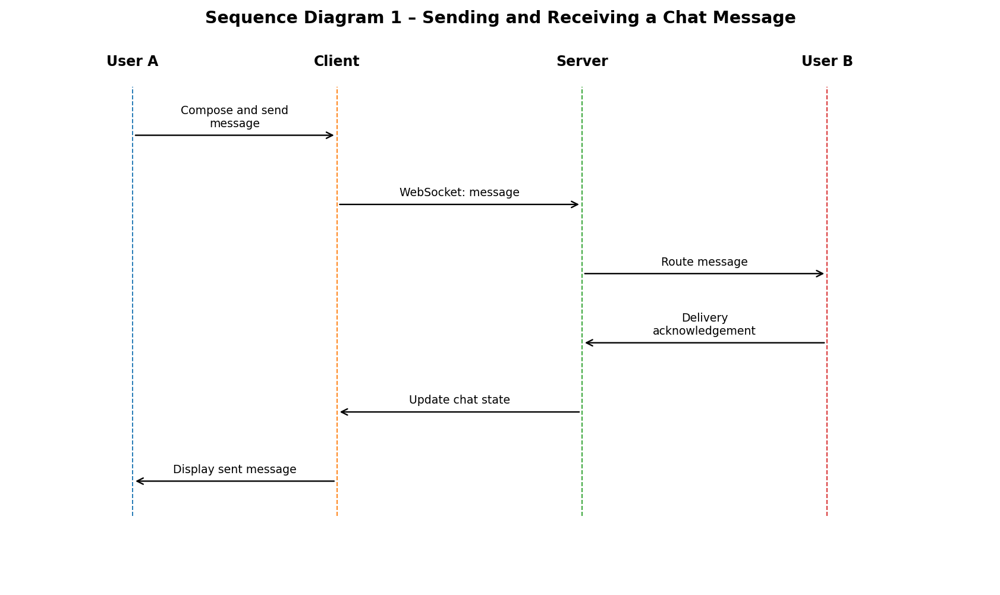 Sequence Diagram 1 – Sending and Receiving a Chat Message
User A
Client
Server
User B
Compose and send
message
WebSocket: message
Route message
Delivery
acknowledgement
Update chat state
Display sent message